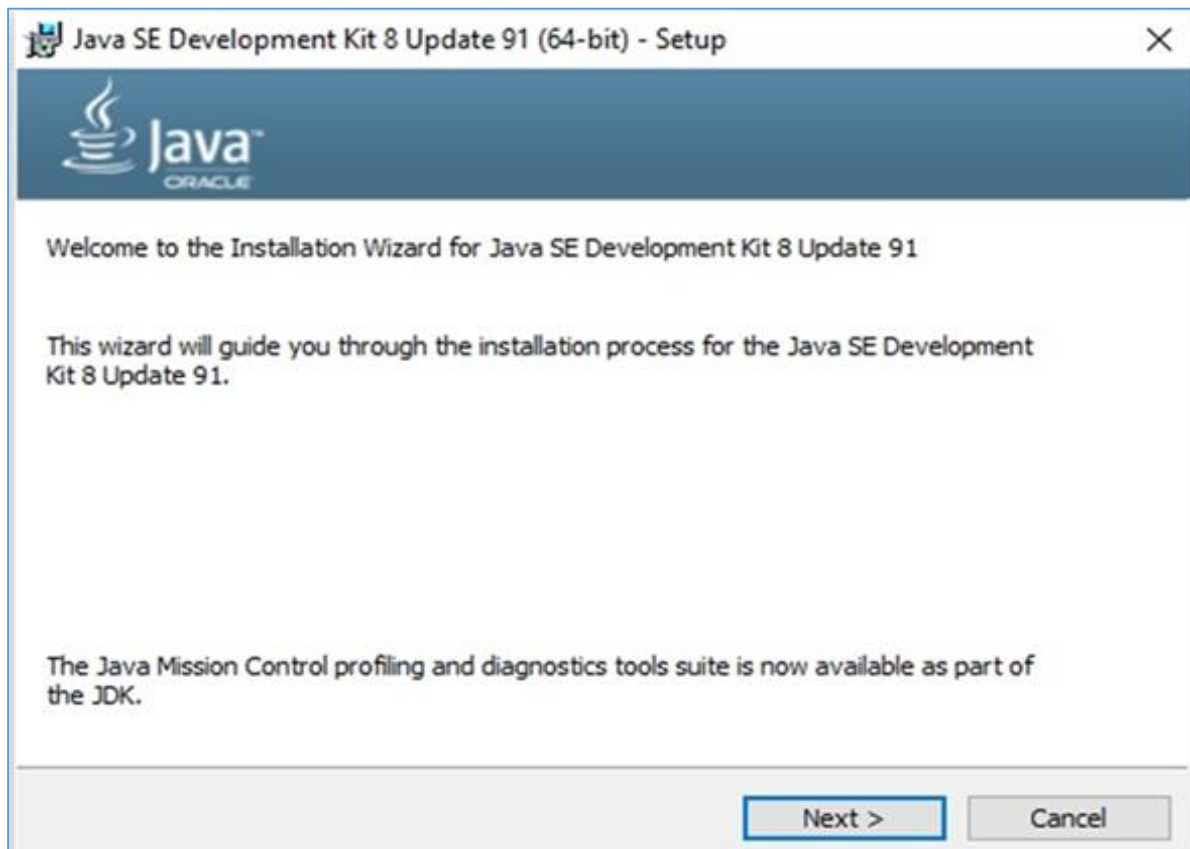 Java SE Development Kit 8 Update 91 (64-bit) - Setup
Java™
ORACLE
Welcome to the Installation Wizard for Java SE Development Kit 8 Update 91
This wizard will guide you through the installation process for the Java SE Development
Kit 8 Update 91.
The Java Mission Control profiling and diagnostics tools suite is now available as part of
the JDK.
Next >
Cancel